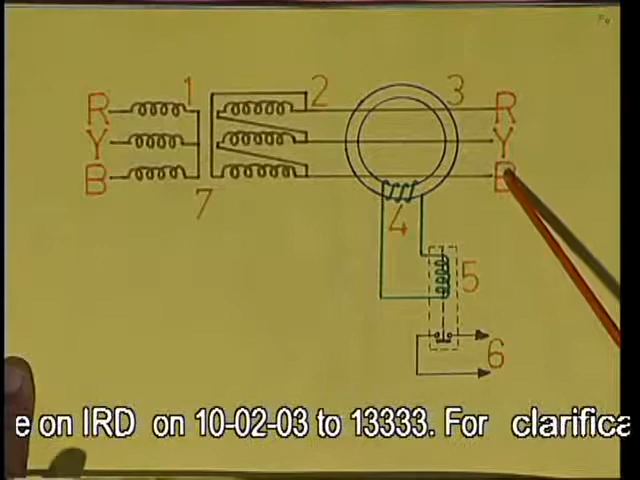 1 2 3
R R
Y Y
B B
7 4
5
6
e on IRD on 10-02-03 to 13333. For clarifica